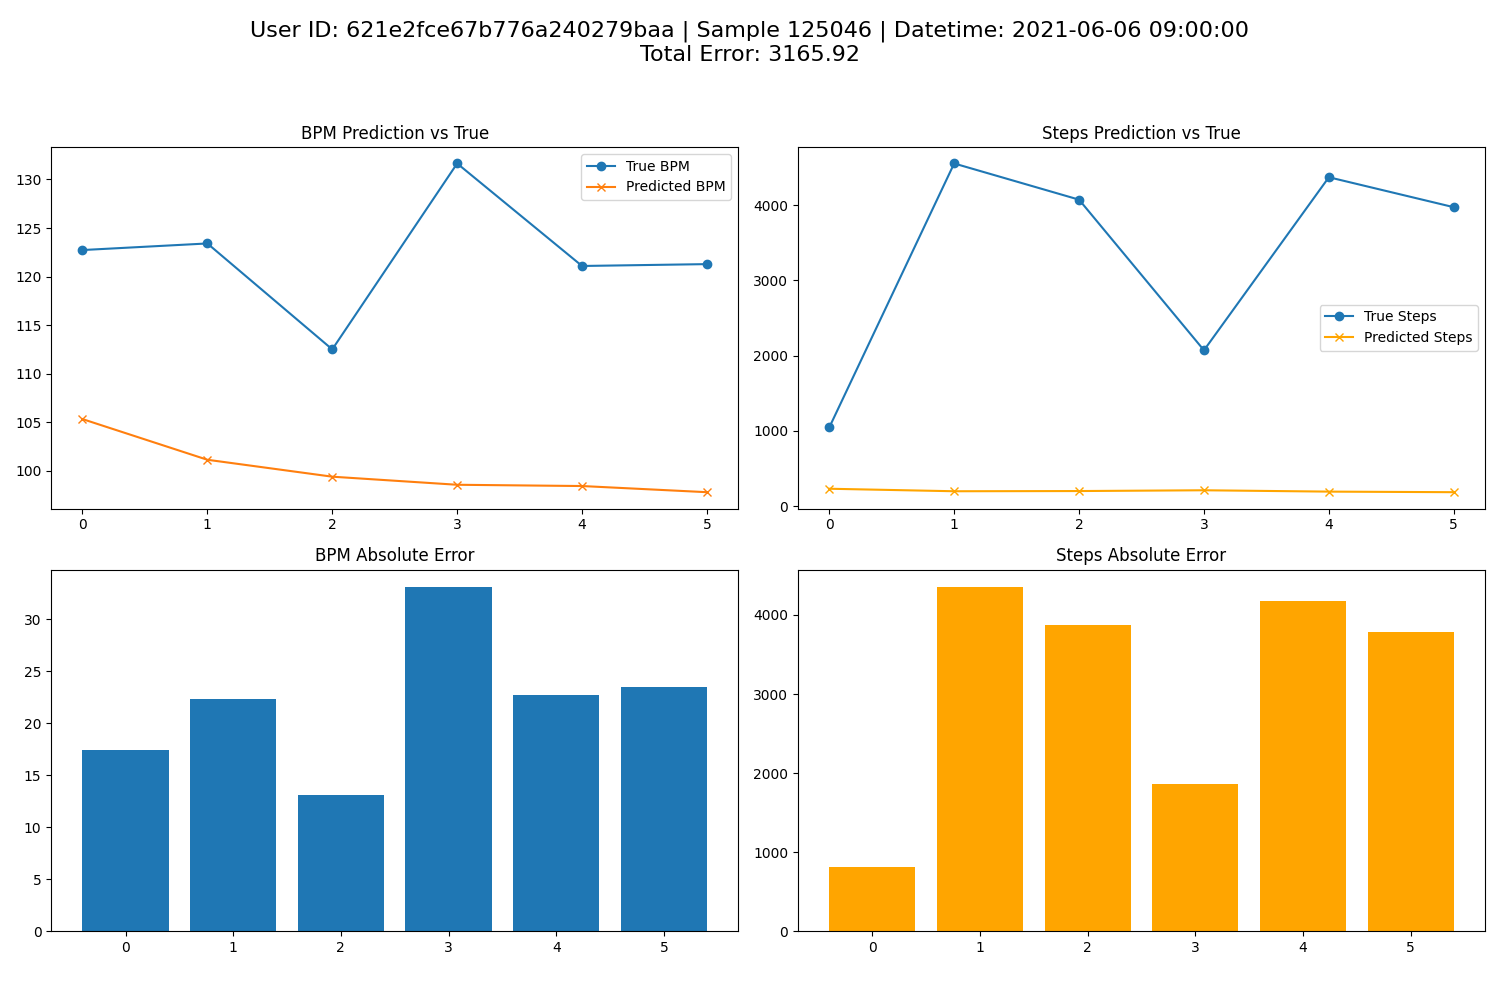 User ID: 621e2fce67b776a240279baa | Sample 125046 | Datetime: 2021-06-06 09:00:00
Total Error: 3165.92
BPM Prediction vs True
True BPM
Predicted BPM
130
125
120
115
110
105
100
0 1 2 3 4 5
Steps Prediction vs True
True Steps
Predicted Steps
4000
3000
2000
1000
0
0 1 2 3 4 5
BPM Absolute Error
30
25
20
15
10
5
0
0 1 2 3 4 5
Steps Absolute Error
4000
3000
2000
1000
0
0 1 2 3 4 5